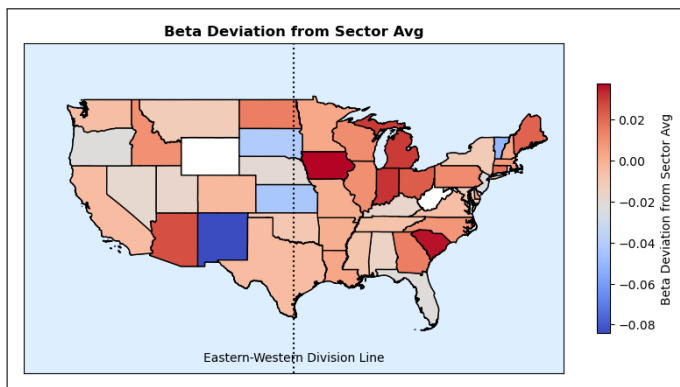 Beta Deviation from Sector Avg
Eastern-Western Division Line
0.02
0.00
−0.02
−0.04
−0.06
−0.08
Beta Deviation from Sector Avg